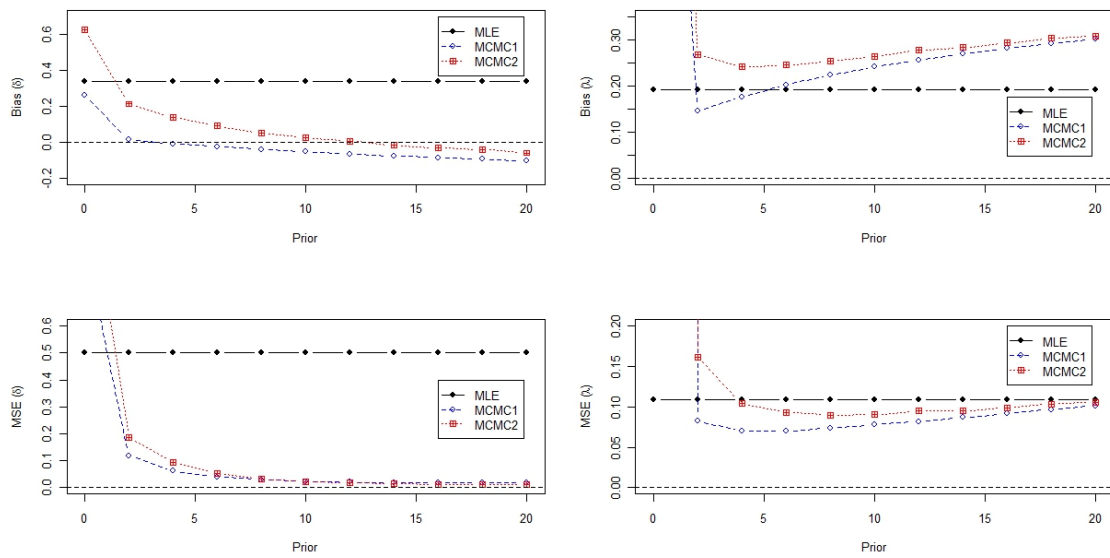 Bias (δ)
0.6
0.4
0.2
0.0
-0.2
MLE
MCMC1
MCMC2
0 5 10 15 20
Prior
Bias (λ)
0.30
0.20
0.10
0.00
MLE
MCMC1
MCMC2
0 5 10 15 20
Prior
MSE (δ)
0.6
0.5
0.4
0.3
0.2
0.1
0.0
MLE
MCMC1
MCMC2
0 5 10 15 20
Prior
MSE (λ)
0.20
0.15
0.10
0.05
0.00
MLE
MCMC1
MCMC2
0 5 10 15 20
Prior